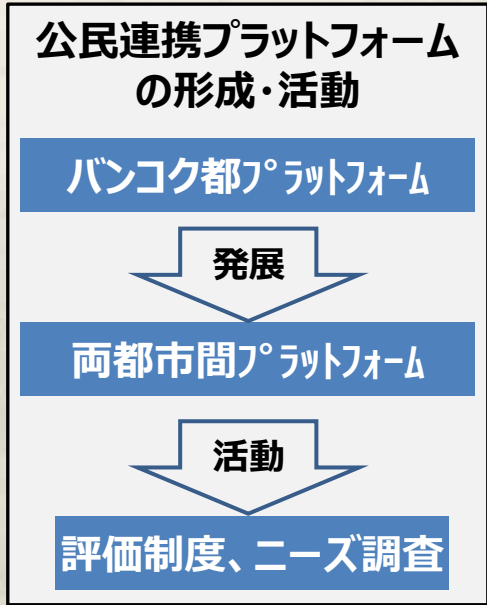 公民連携プラットフォーム
の形成・活動
バンコク都プラットフォーム
発展
両都市間プラットフォーム
活動
評価制度、ニーズ調査